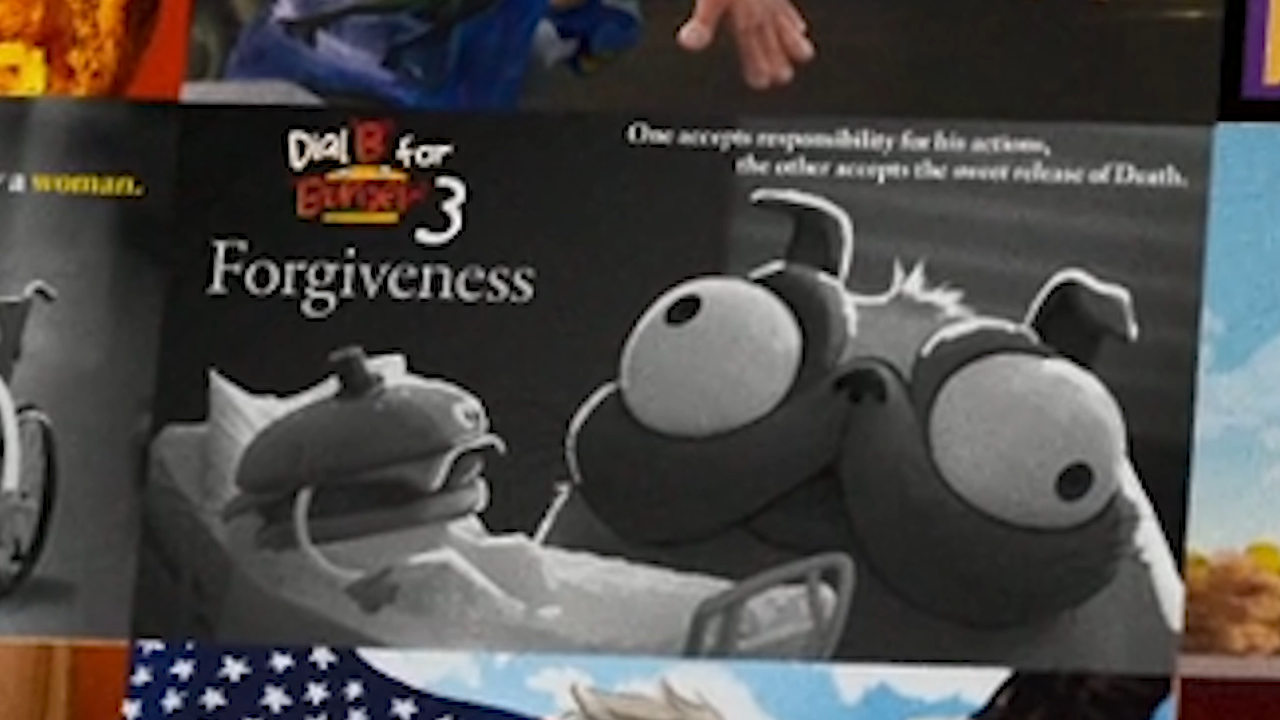 a woman.
Dial B for
Burger 3
Forgiveness
One accepts responsibility for his actions,
the other accepts the sweet release of Death.